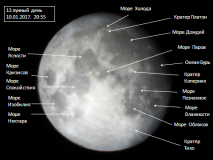 13 лунный день
10.01.2017. 20:55
Море Холода
Кратер Платон
Море Дождей
Море Паров
Океан Бурь
Кратер
Коперник
Море
Познанное
Море
Влажности
Море Облаков
Кратер
Тихо
Море
Ясности
Море
Кризисов
Море
Спокойствия
Море
Изобилия
Море
Нектара